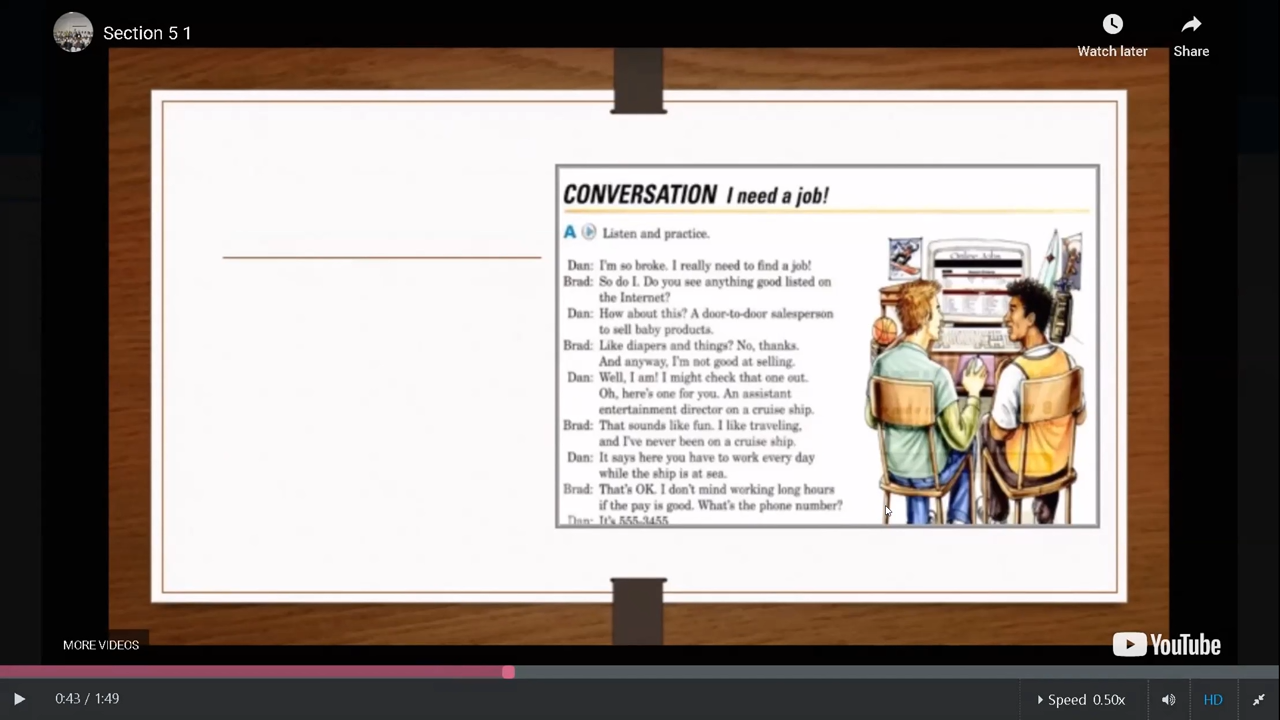 Section 5 1
Watch later
Share
CONVERSATION I need a job!
A Listen and practice.
Dan: I'm so broke. I really need to find a job!
Brad: So do I. Do you see anything good listed on
the Internet?
Dan: How about this? A door-to-door salesperson
to sell baby products.
Brad: Like diapers and things? No, thanks.
And anyway, I'm not good at selling.
Dan: Well, I am! I might check that one out.
Oh, here's one for you. An assistant
entertainment director on a cruise ship.
Brad: That sounds like fun. I like traveling,
and I've never been on a cruise ship.
Dan: It says here you have to work every day
while the ship is at sea.
Brad: That's OK. I don't mind working long hours
if the pay is good. What's the phone number?
Dan: It's 555-3455
Online Jobs
MORE VIDEOS
YouTube
0:43 / 1:49
Speed 0.50x
HD